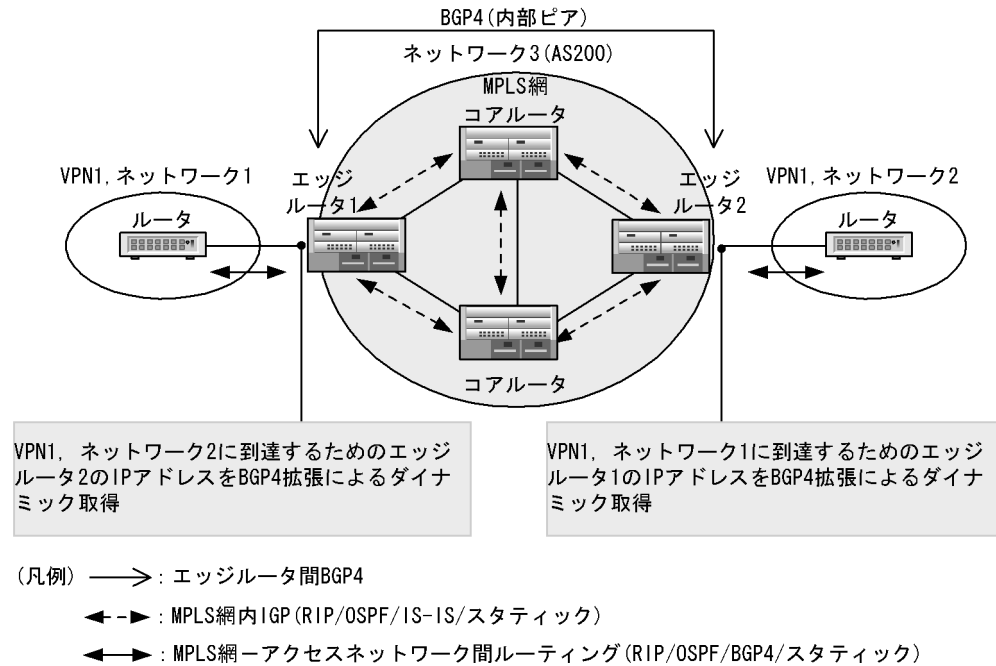 BGP4(内部ピア)
ネットワーク3(AS200)
MPLS網
コアルータ
VPN1,ネットワーク1
ルータ
エッジ
ルータ1
エッジ
ルータ2
VPN1,ネットワーク2
ルータ
コアルータ
VPN1, ネットワーク2に到達するためのエッジ
ルータ2のIPアドレスをBGP4拡張によるダイナ
ミック取得
VPN1, ネットワーク1に到達するためのエッジ
ルータ1のIPアドレスをBGP4拡張によるダイナ
ミック取得
(凡例)
:エッジルータ間BGP4
:MPLS網内IGP(RIP/OSPF/IS-IS/スタティック)
:MPLS網-アクセスネットワーク間ルーティング(RIP/OSPF/BGP4/スタティック)